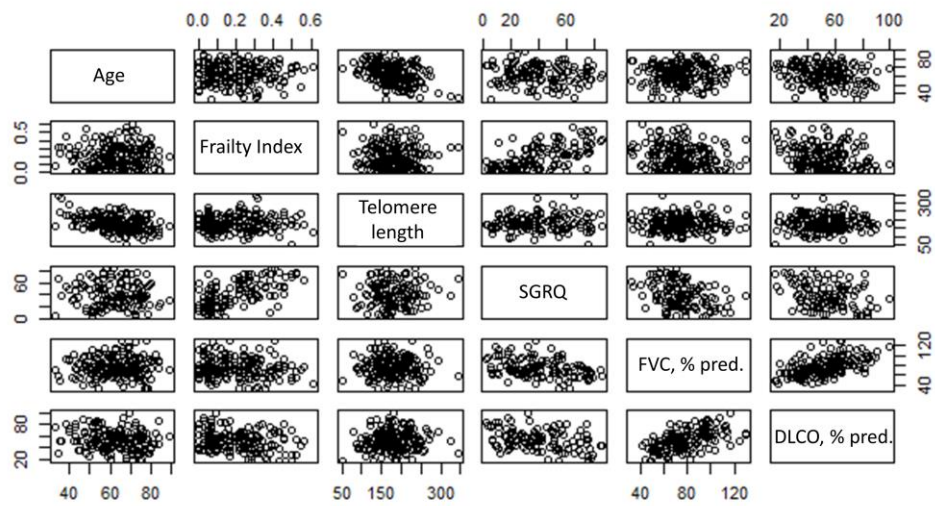 0.0 0.2 0.4 0.6 0 20 60 20 60 100
Age
40 80
0.0 0.5
Frailty Index
Telomere
length
50 300
0 60
SGRQ
FVC, % pred.
40 120
20 80
DLCO, % pred.
40 60 80 50 150 300 40 80 120